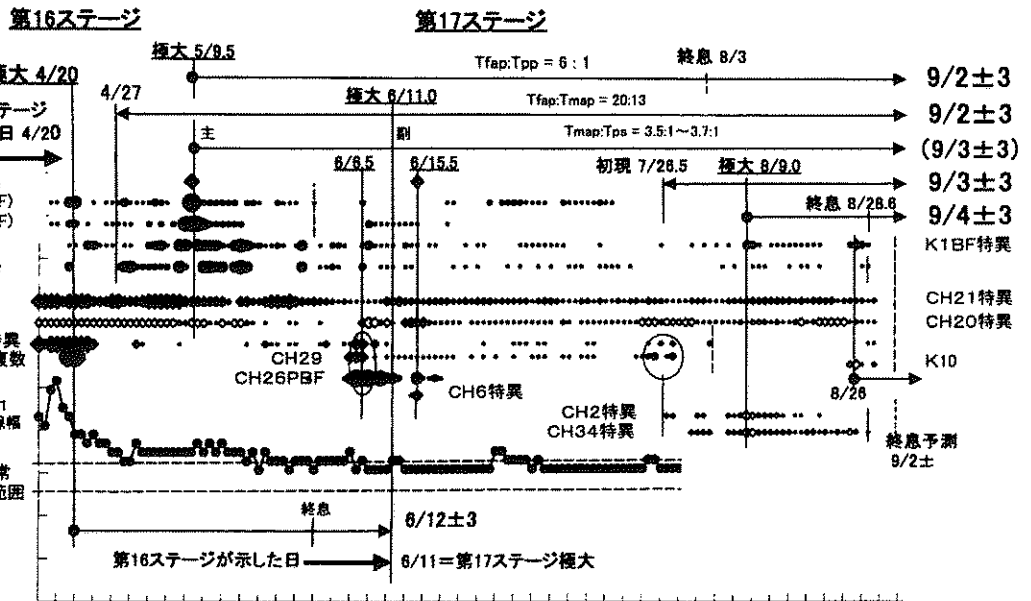 第16ステージ
第17ステージ
極大 5/9.5
終息 8/3
Tfap:Tpp = 6 : 1
9/2±3
極大 4/20
4/27
極大 6/11.0
Tfap:Tmap = 20:13
9/2±3
テージ
日 4/20
主
副
Tmap:Tps = 3.5:1～3.7:1
(9/3±3)
6/6.5
6/15.5
初現 7/26.5
極大 8/9.0
9/3±3
F)
F)
終息 8/28.6
9/4±3
K1BF特異
CH21特異
CH20特異
異
複数
CH29
CH26PBF
CH6特異
K10
8/26
線幅
CH2特異
CH34特異
終息予測
9/2±
常
範囲
終息
6/12±3
第16ステージが示した日
6/11=第17ステージ極大